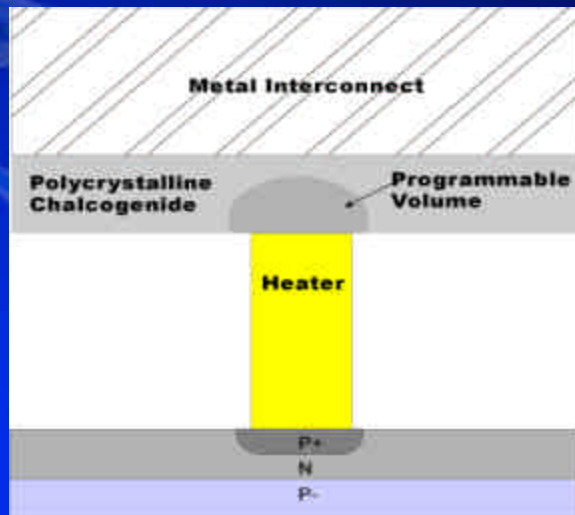 Metal Interconnect
Polycrystalline
Chalcogenide
Programmable
Volume
Heater
P+
N
P-